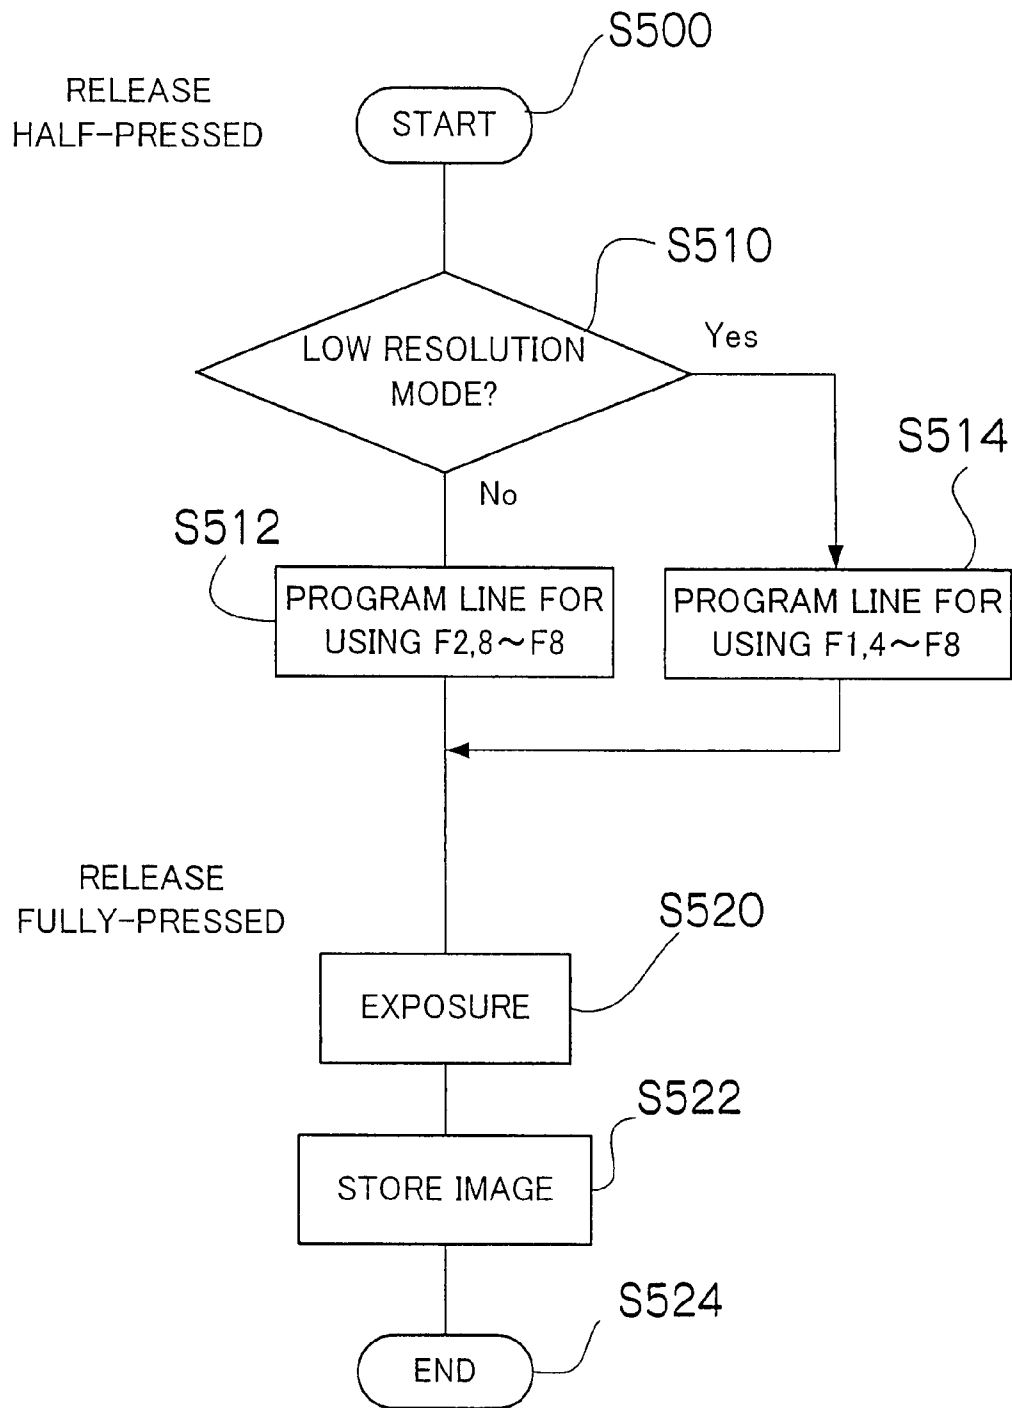 S500
RELEASE
HALF-PRESSED
START
S510
LOW RESOLUTION
MODE?
Yes
No
S514
S512
PROGRAM LINE FOR
USING F2,8~F8
PROGRAM LINE FOR
USING F1,4~F8
RELEASE
FULLY-PRESSED
S520
EXPOSURE
S522
STORE IMAGE
S524
END